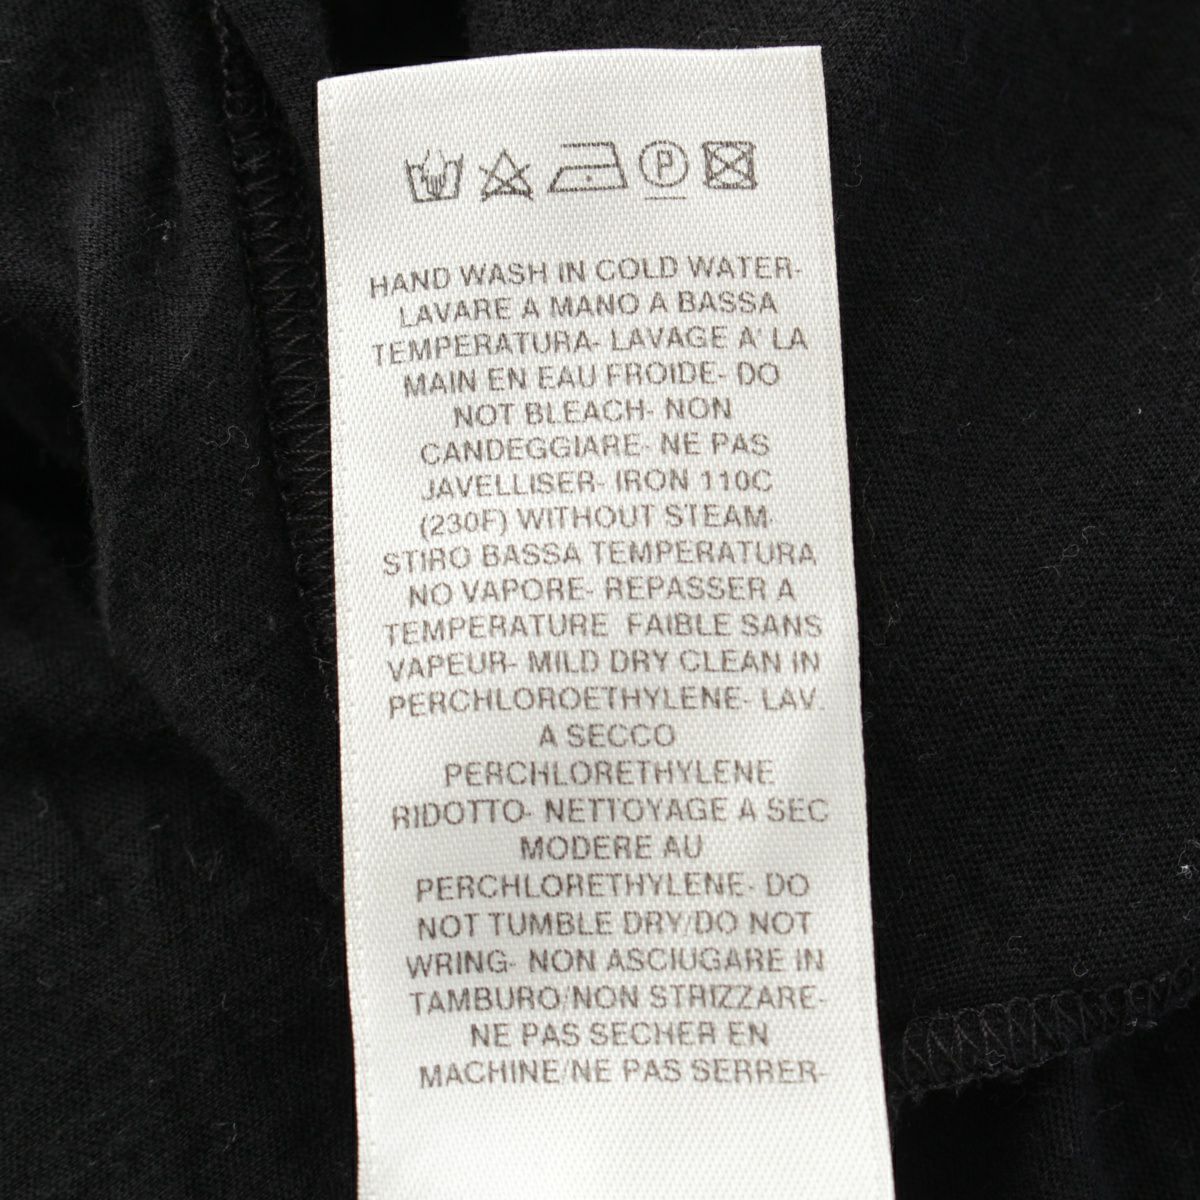 P
HAND WASH IN COLD WATER-
LAVARE A MANO A BASSA
TEMPERATURA- LAVAGE A' LA
MAIN EN EAU FROIDE- DO
NOT BLEACH- NON
CANDEGGIARE- NE PAS
JAVELLISER- IRON 110C
(230F) WITHOUT STEAM-
STIRO BASSA TEMPERATURA
NO VAPORE- REPASSER A
TEMPERATURE FAIBLE SANS
VAPEUR- MILD DRY CLEAN IN
PERCHLOROETHYLENE- LAV.
A SECCO
PERCHLORETHYLENE
RIDOTTO- NETTOYAGE A SEC
MODERE AU
PERCHLORETHYLENE- DO
NOT TUMBLE DRY/DO NOT
WRING- NON ASCIUGARE IN
TAMBURO/NON STRIZZARE-
NE PAS SECHER EN
MACHINE/NE PAS SERRER-